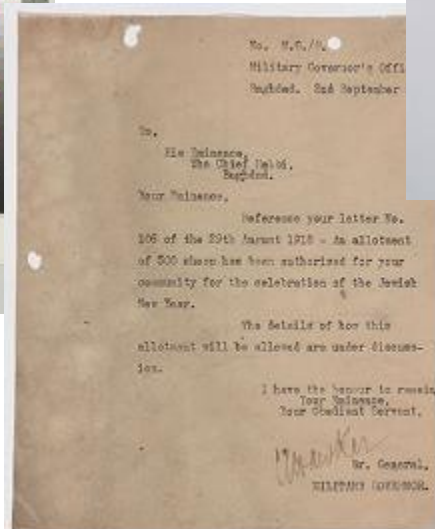 No.
Military Governor's Offi
Baghdad. 2nd September
To,
His Eminence,
The Chief Rabbi,
Baghdad.
Your Eminence,
Reference your letter No.
of the 29th August 1918 - An allotment
of 500 sheep has been authorised for your
community for the celebration of the Jewish
New Year.
The details of how this
allotment will be allowed are under discuss-
ion.
I have the honour to remain,
Your Eminence,
Your Obedient Servant,
Br. General,
MILITARY GOVERNOR.